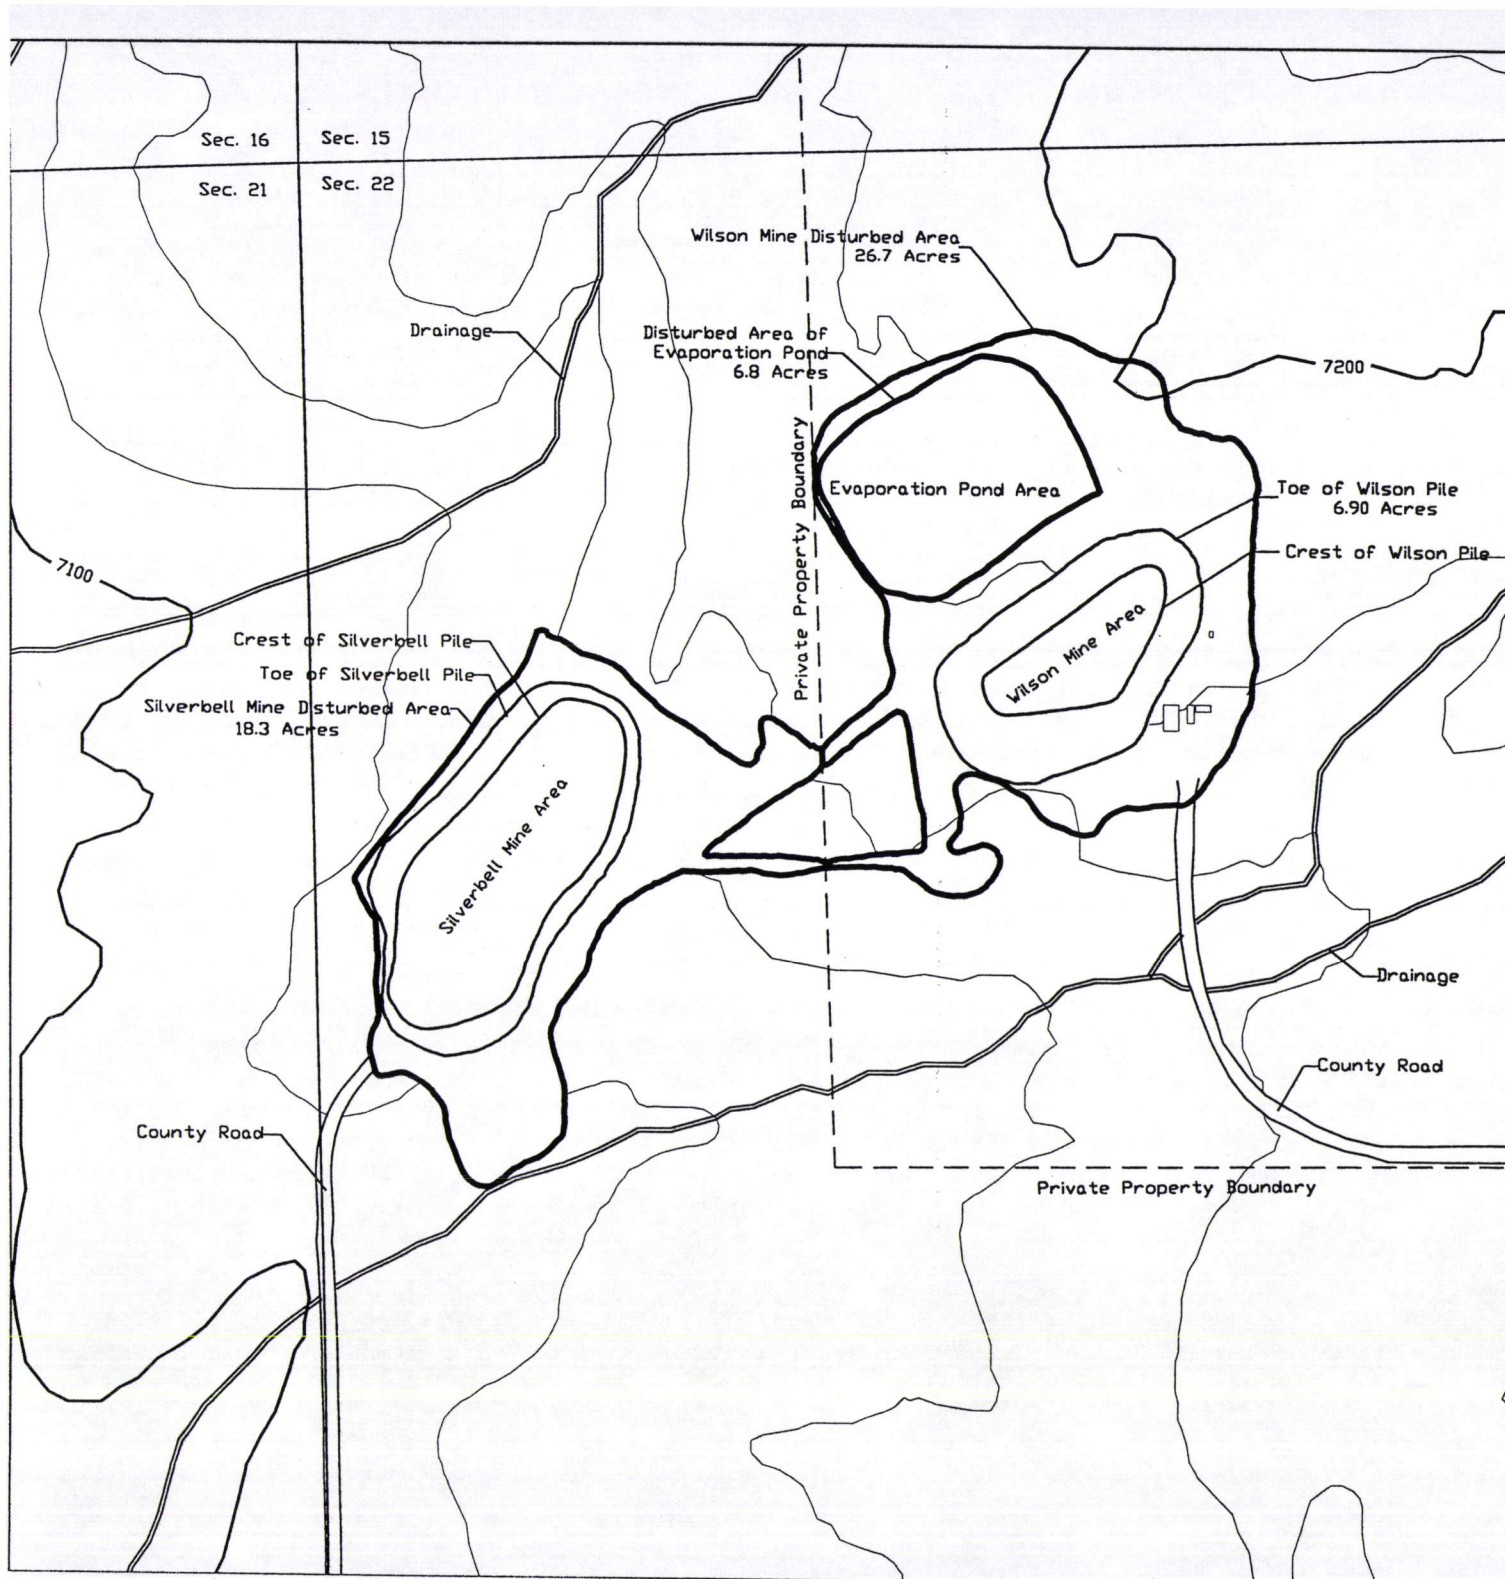 Sec. 16
Sec. 15
Sec. 21
Sec. 22
Wilson Mine Disturbed Area
26.7 Acres
Drainage
Disturbed Area of
Evaporation Pond
6.8 Acres
7200
Private Property Boundary
Evaporation Pond Area
Toe of Wilson Pile
6.90 Acres
Crest of Wilson Pile
7100
Wilson Mine Area
Crest of Silverbell Pile
Toe of Silverbell Pile
Silverbell Mine Disturbed Area
18.3 Acres
Silverbell Mine Area
Drainage
County Road
County Road
Private Property Boundary